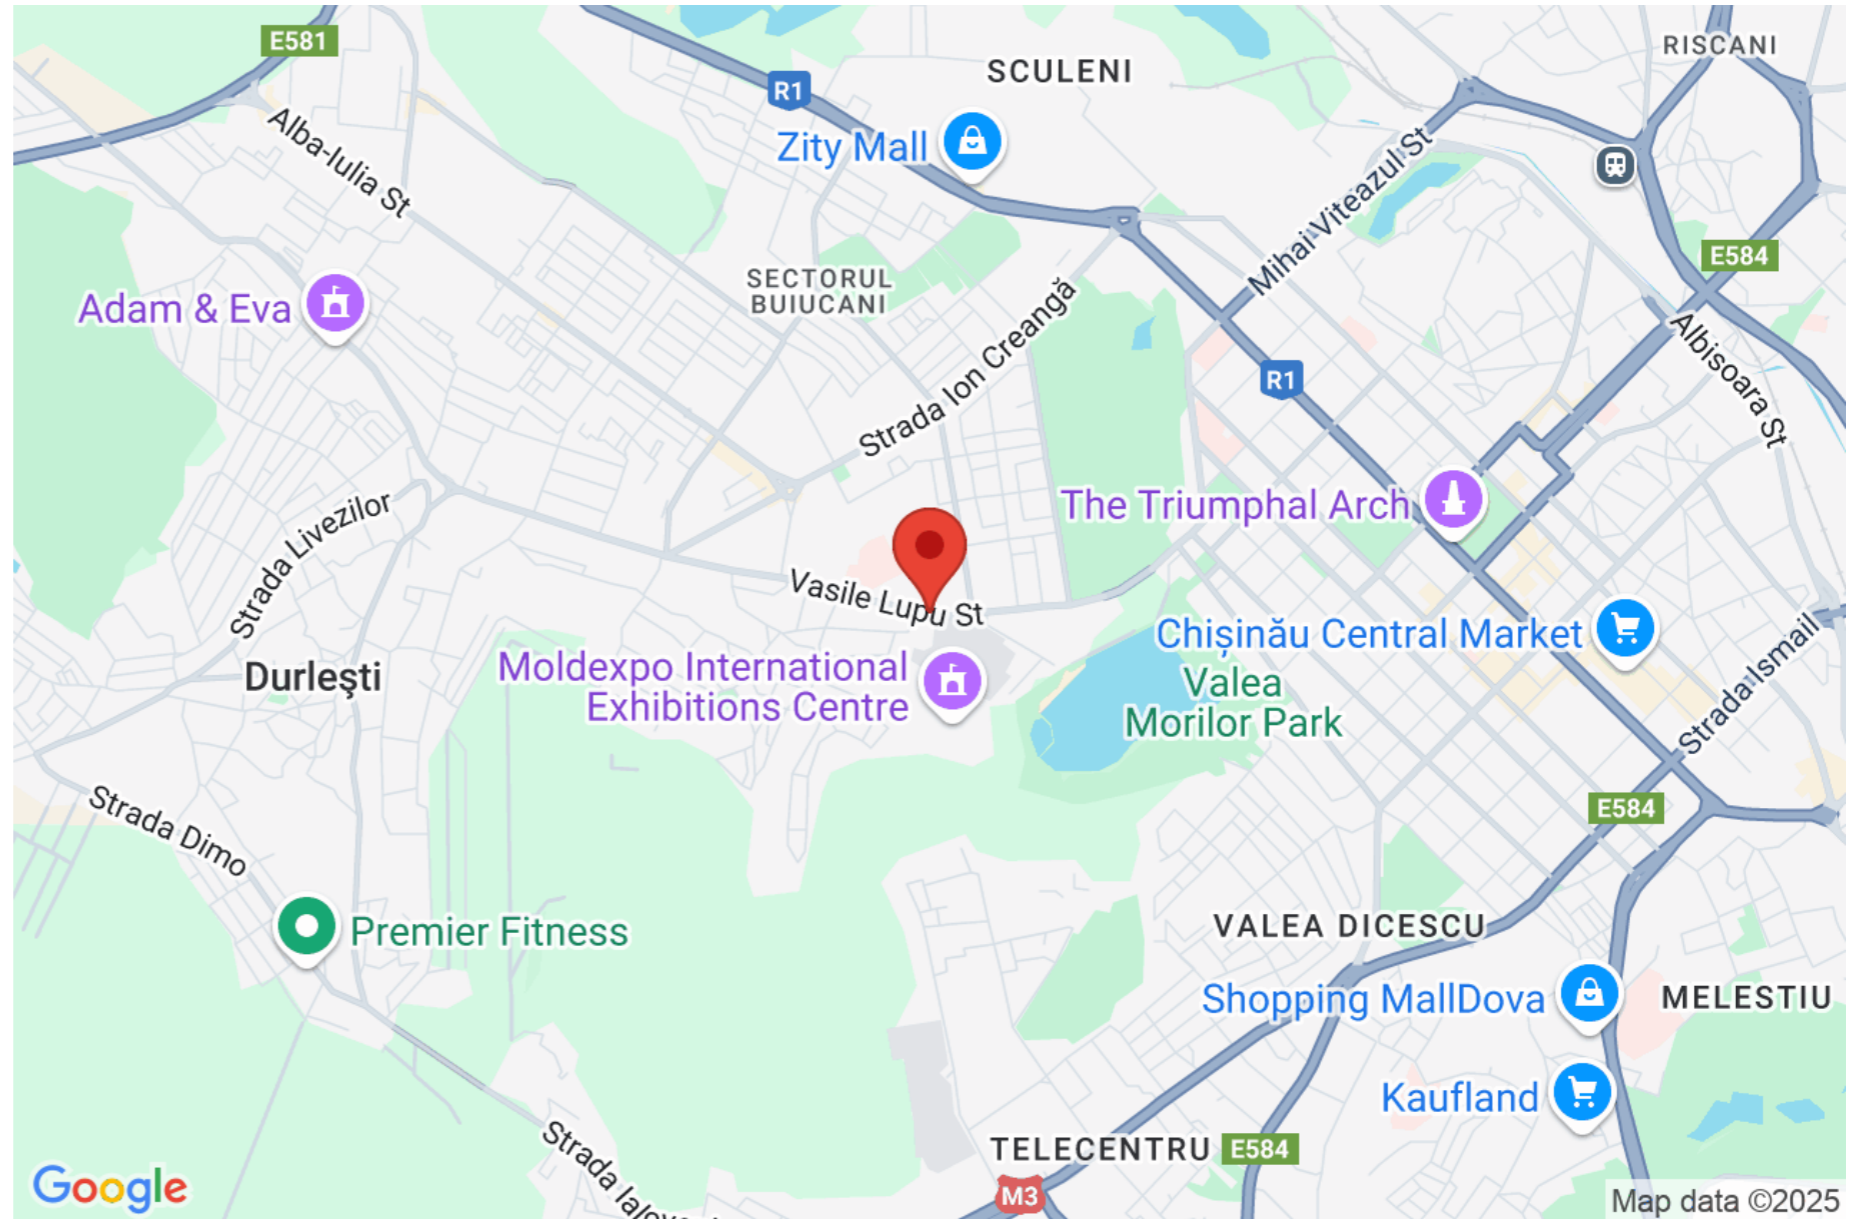 E581
RISCANI
SCULENI
R1
Alba-Iulia St
Zity Mall
Mihai Viteazul St
E584
SECTORUL
BUIUCANI
Adam & Eva
Strada Ion Creangă
Albisoara St
R1
Strada Livezilor
The Triumphal Arch
Vasile Lupu St
Chișinău Central Market
Strada Ismail
Durleşti
Moldexpo International
Exhibitions Centre
Valea
Morilor Park
Strada Dimo
E584
Premier Fitness
VALEA DICESCU
Shopping MallDova
MELESTIU
Kaufland
TELECENTRU
E584
Strada
M3
Google
Map data ©2025